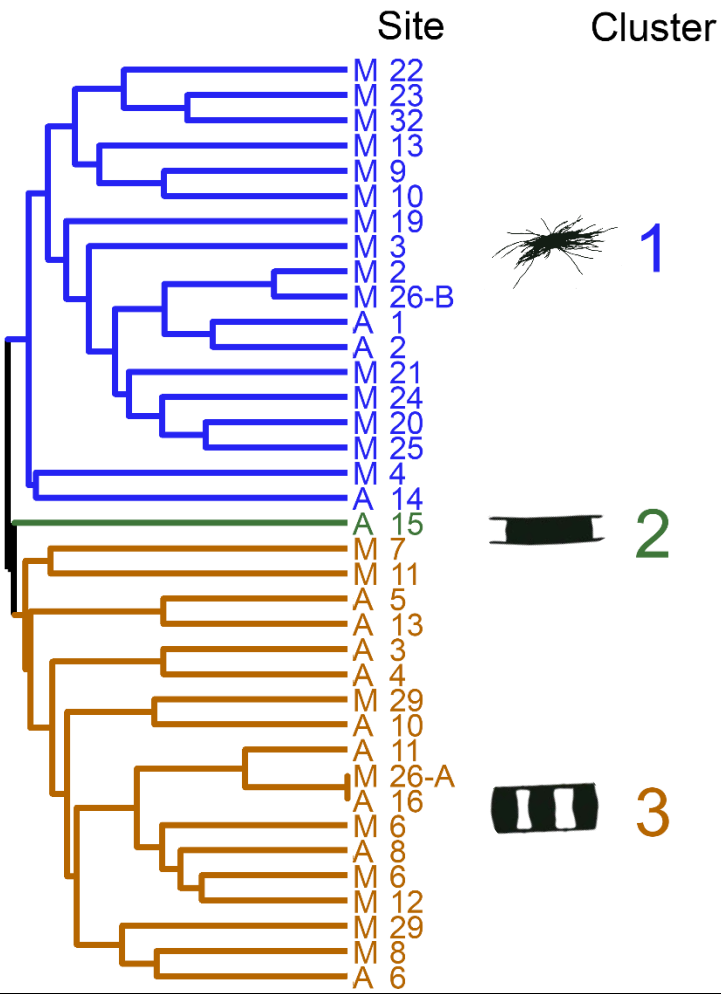 Site Cluster
M 22
M 23
M 32
M 13
M 9
M 10
M 19
M 3
1
M 2
M 26-B
A 1
A 2
M 21
M 24
M 20
M 25
M 4
A 14
A 15
2
M 7
M 11
A 5
A 13
A 3
A 4
M 29
A 10
A 11
M 26-A
A 16
3
M 6
A 8
M 6
M 12
M 29
M 8
A 6